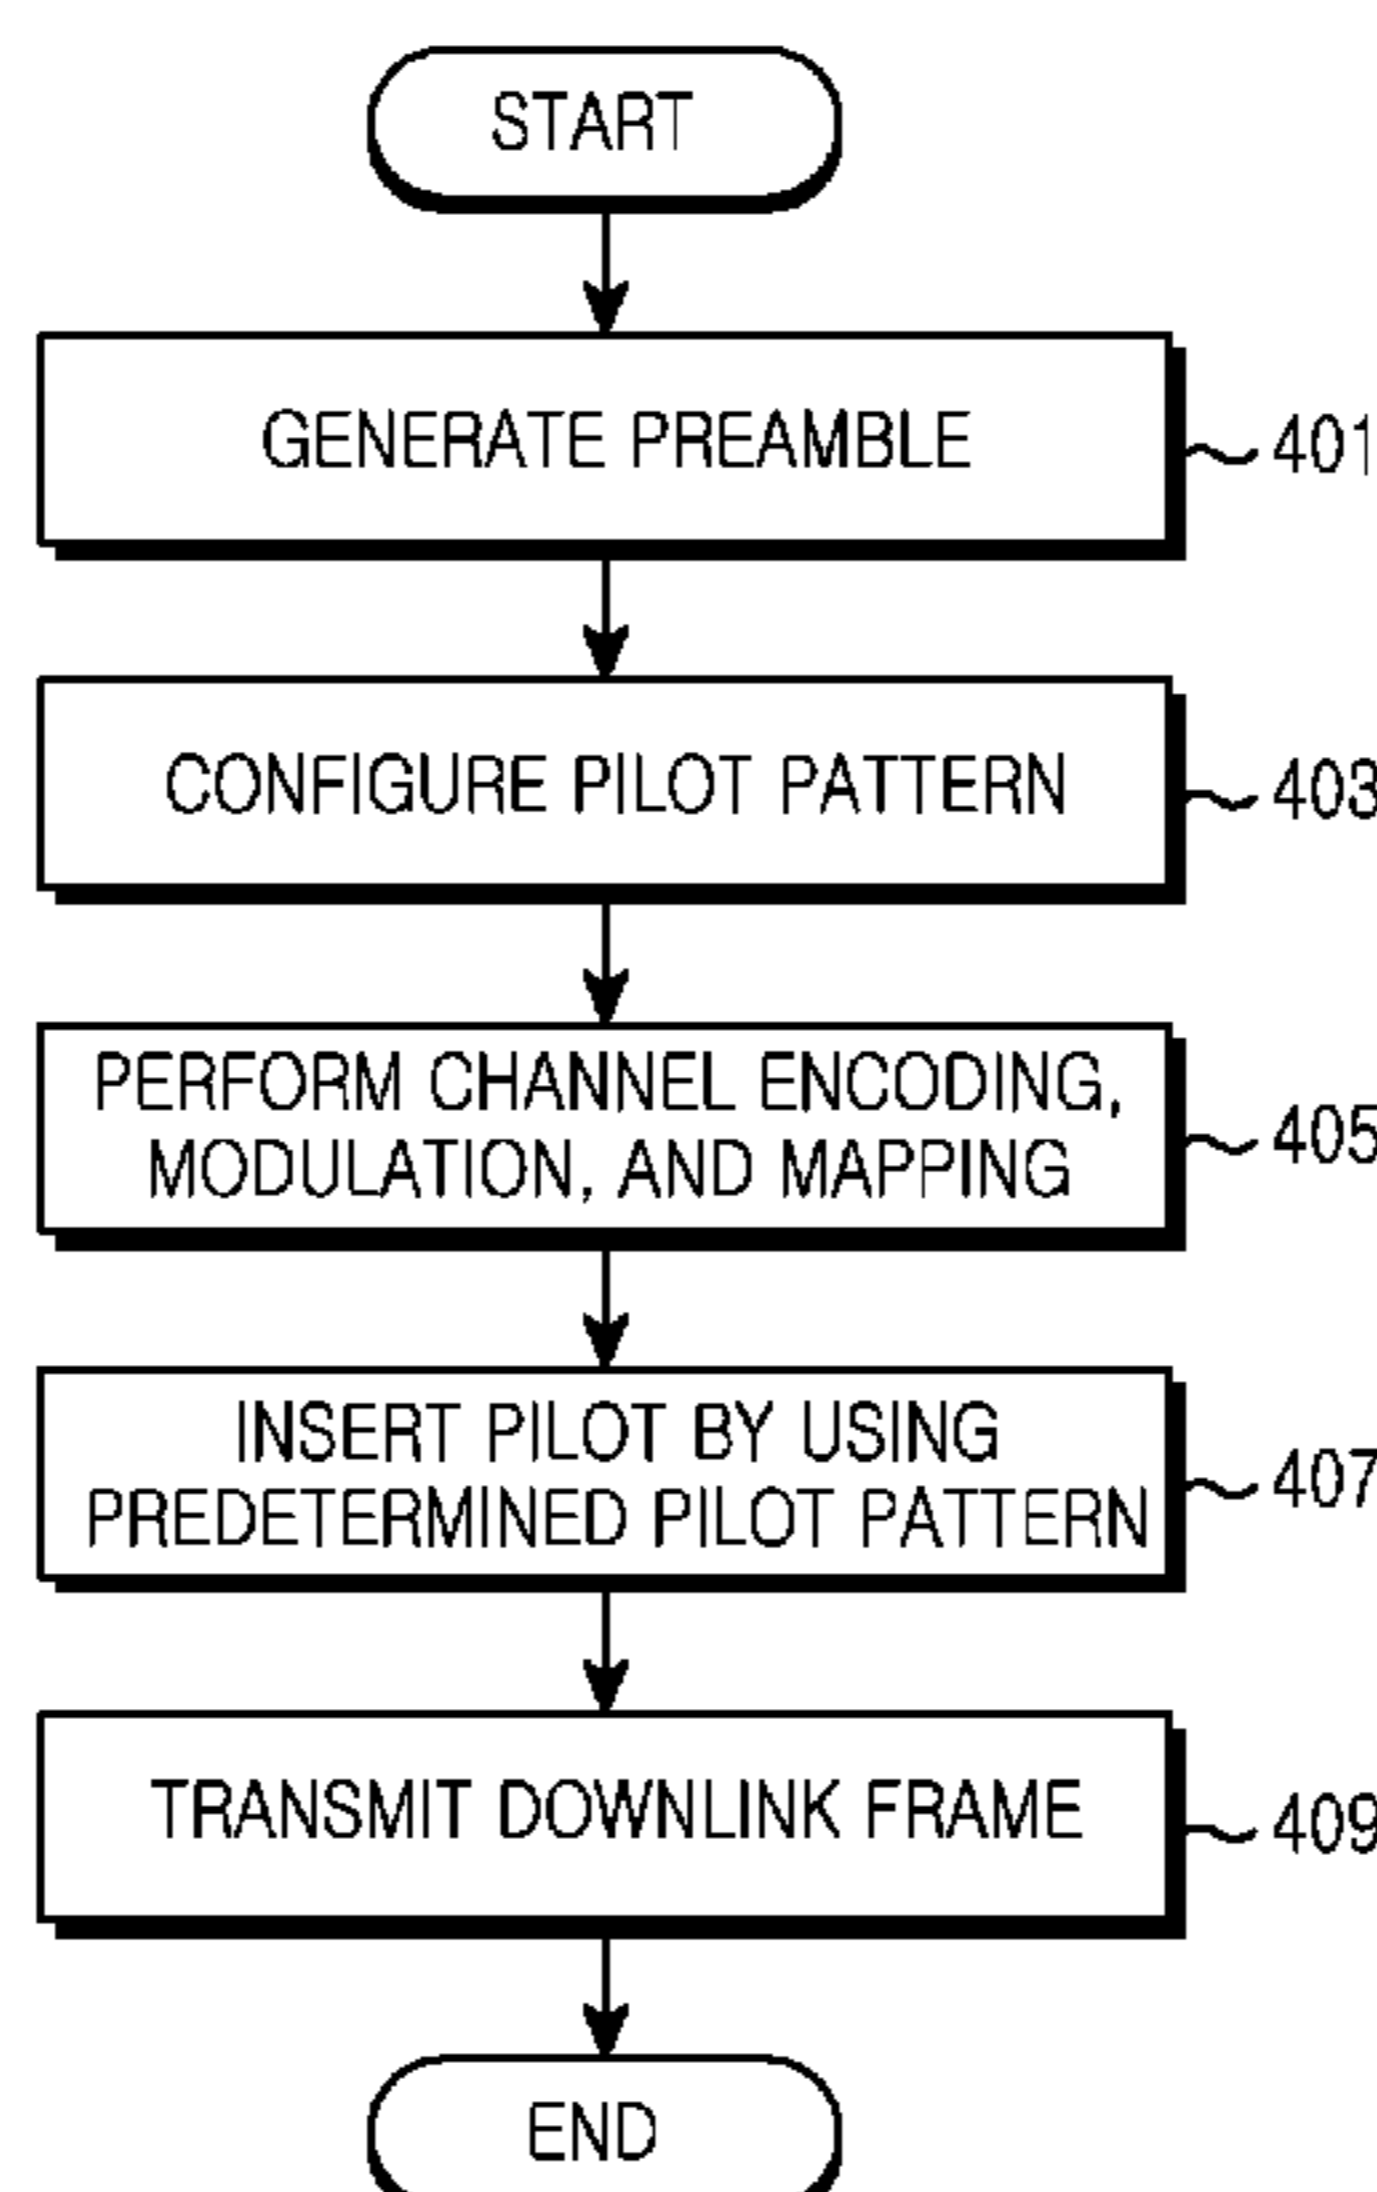 START
GENERATE PREAMBLE
401
CONFIGURE PILOT PATTERN
403
PERFORM CHANNEL ENCODING,
MODULATION, AND MAPPING
405
INSERT PILOT BY USING
PREDETERMINED PILOT PATTERN
407
TRANSMIT DOWNLINK FRAME
409
END